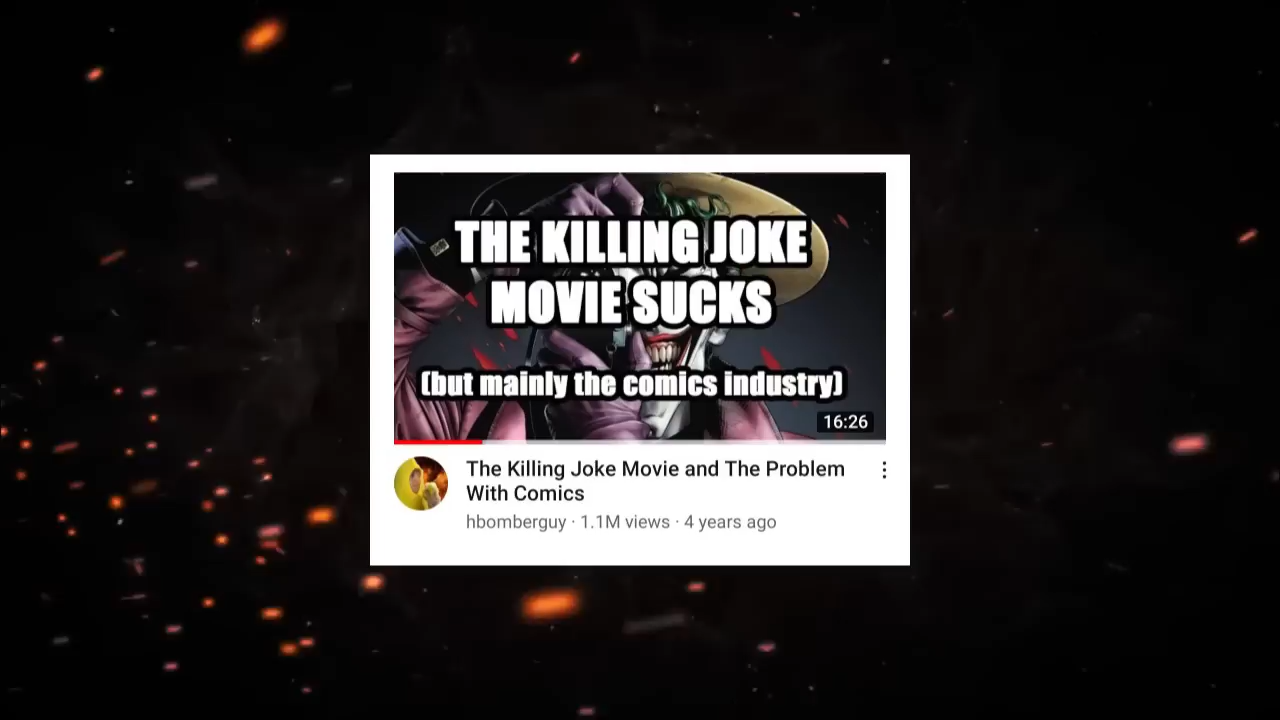 THE KILLING JOKE
MOVIE SUCKS
(but mainly the comics industry)
16:26
The Killing Joke Movie and The Problem
With Comics
hbomberguy · 1.1M views · 4 years ago